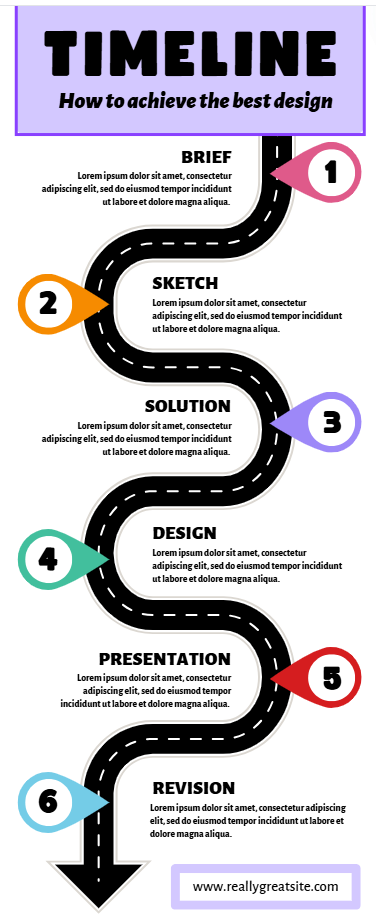 TIMELINE
How to achieve the best design
BRIEF
Lorem ipsum dolor sit amet, consectetur
adipiscing elit, sed do eiusmod tempor incididunt
ut labore et dolore magna aliqua.
1
2
SKETCH
Lorem ipsum dolor sit amet, consectetur
adipiscing elit, sed do eiusmod tempor incididunt
ut labore et dolore magna aliqua.
SOLUTION
Lorem ipsum dolor sit amet, consectetur
adipiscing elit, sed do eiusmod tempor incididunt
ut labore et dolore magna aliqua.
3
4
DESIGN
Lorem ipsum dolor sit amet, consectetur
adipiscing elit, sed do eiusmod tempor incididunt
ut labore et dolore magna aliqua.
PRESENTATION
Lorem ipsum dolor sit amet, consectetur
adipiscing elit, sed do eiusmod tempor
incididunt ut labore et dolore magna aliqua.
5
6
REVISION
Lorem ipsum dolor sit amet, consectetur adipiscing
elit, sed do eiusmod tempor incididunt ut labore et
dolore magna aliqua.
www.reallygreatsite.com